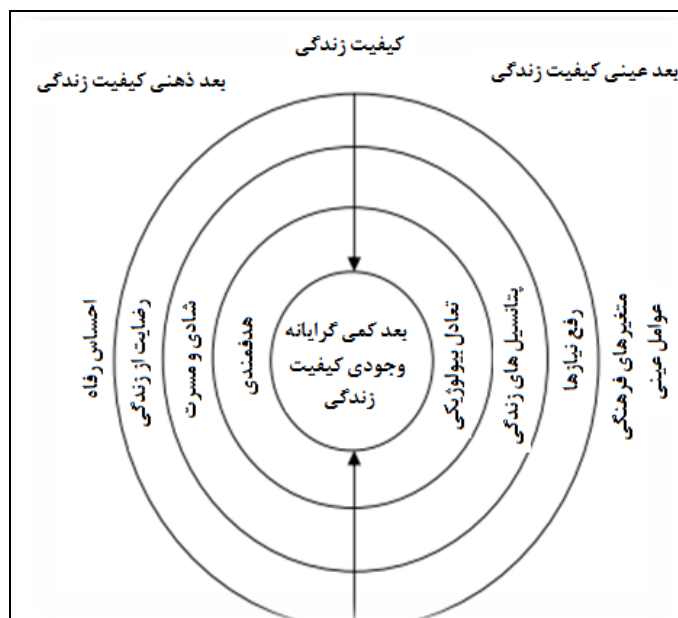 کیفیت زندگی
بعد عینی کیفیت زندگی
بعد ذهنی کیفیت زندگی
عوامل عینی
متغیرهای فرهنگی
رفع نیازها
پتانسیل های زندگی
تعادل بیولوژیکی
بعد کمی گرایانه
وجودی کیفیت
زندگی
هدفمندی
شادی و مسرت
رضایت از زندگی
احساس رفاه